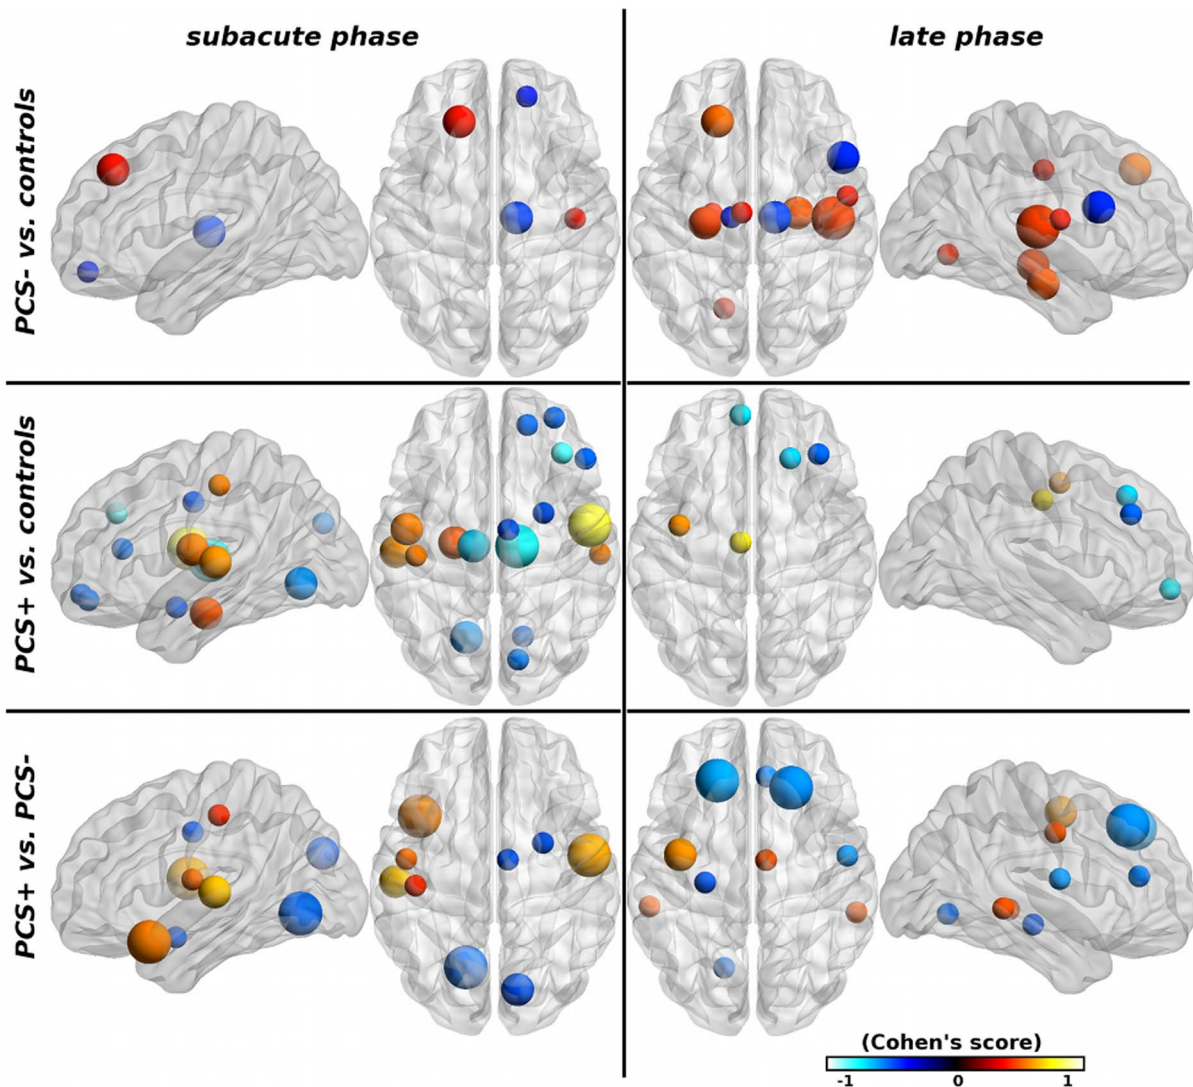 subacute phase
late phase
PCS- vs. controls
PCS+ vs. controls
PCS+ vs. PCS-
(Cohen's score)
-1 0 1